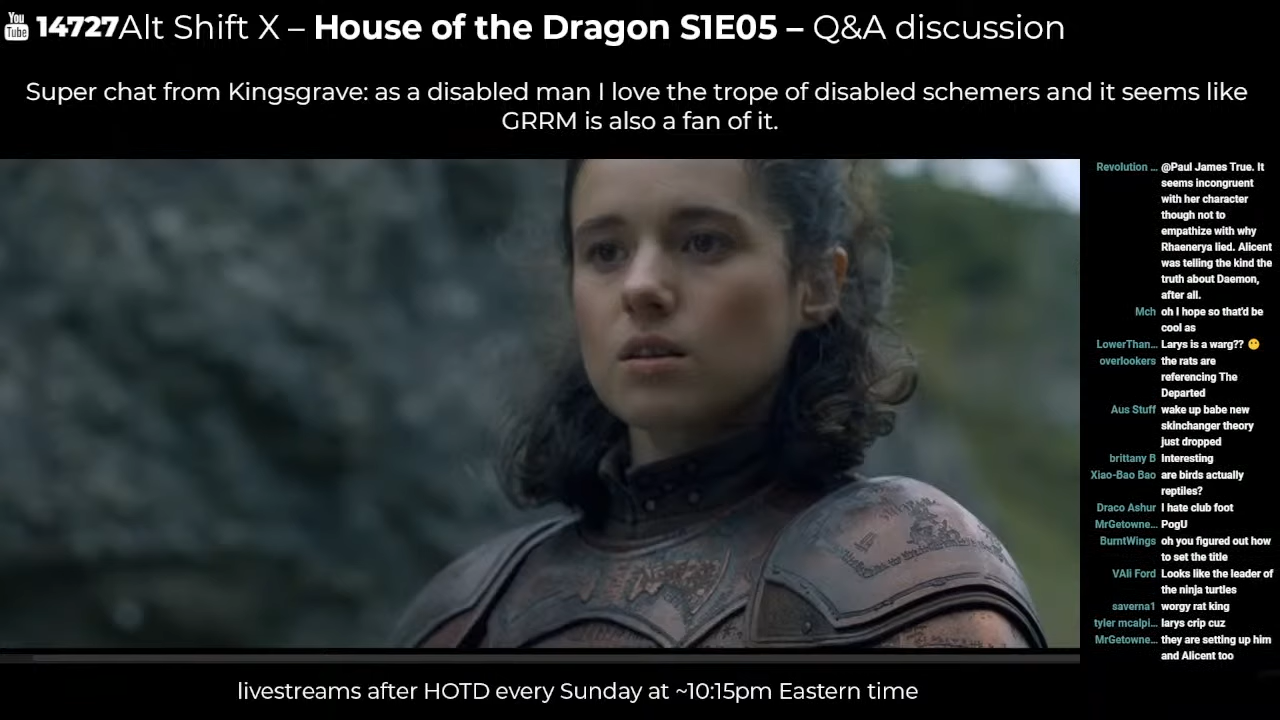 You
Tube
14727 Alt Shift X – House of the Dragon S1E05 – Q&A discussion
Super chat from Kingsgrave: as a disabled man I love the trope of disabled schemers and it seems like
GRRM is also a fan of it.
Revolution ... @Paul James True. It
seems incongruent
with her character
though not to
empathize with why
Rhaenerya lied. Alicent
was telling the kind the
truth about Daemon,
after all.
Mch oh I hope so that'd be
cool as
LowerThan... Larys is a warg?? 😶
overlookers the rats are
referencing The
Departed
Aus Stuff wake up babe new
skinchanger theory
just dropped
brittany B Interesting
Xiao-Bao Bao are birds actually
reptiles?
Draco Ashur I hate club foot
MrGetowne... PogU
BurntWings oh you figured out how
to set the title
VAli Ford Looks like the leader of
the ninja turtles
saverna1 worgy rat king
tyler mcalpi... larys crip cuz
MrGetowne... they are setting up him
and Alicent too
livestreams after HOTD every Sunday at ~10:15pm Eastern time